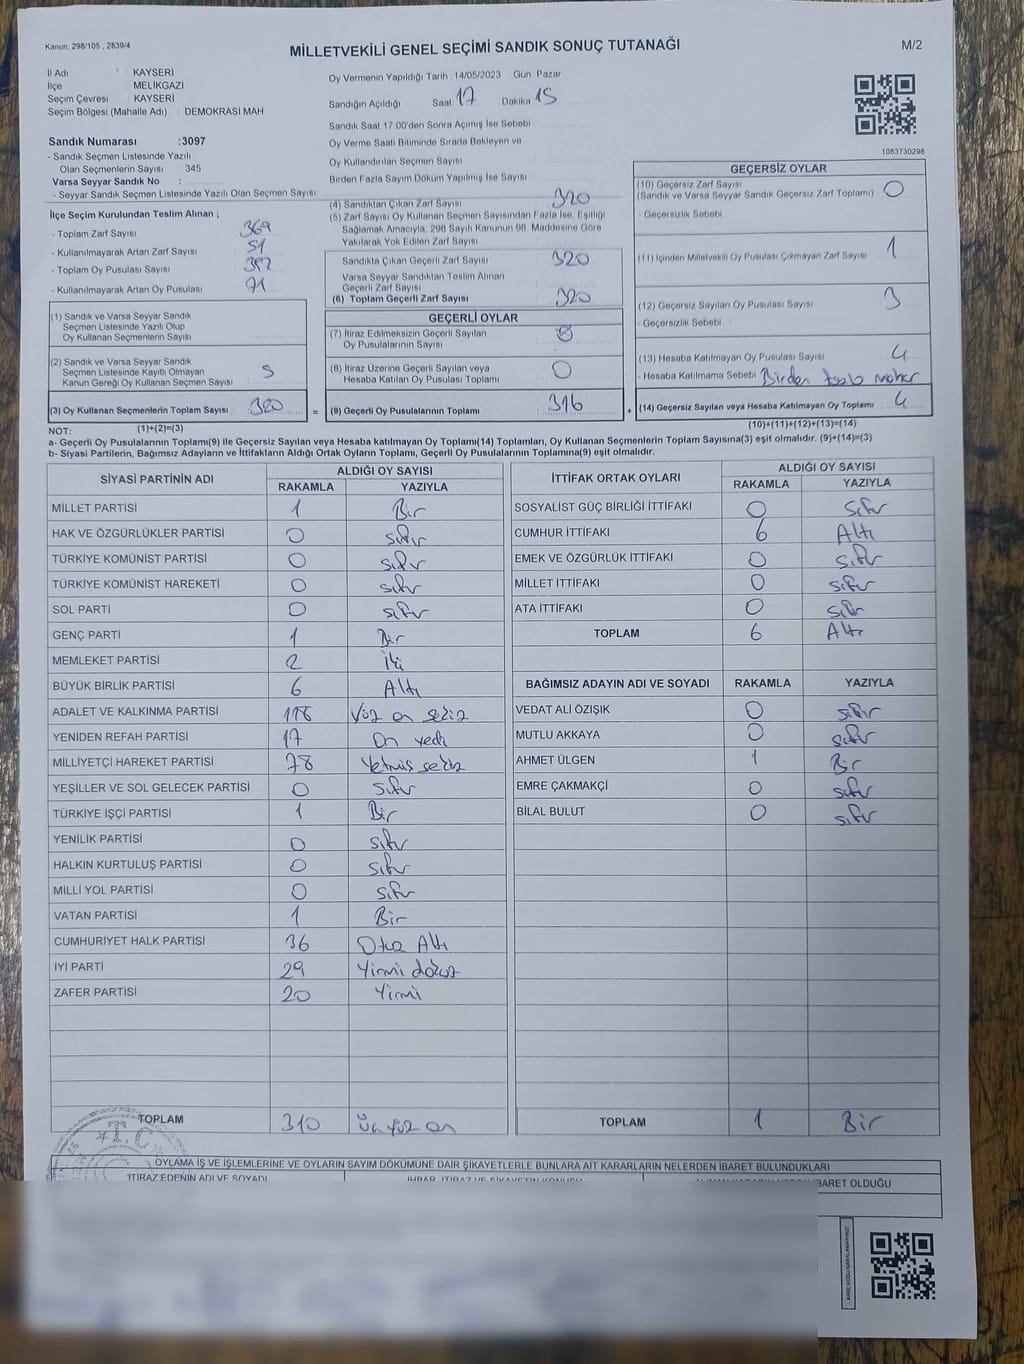 Kanun; 298/105 , 2839/4
MİLLETVEKİLİ GENEL SEÇİMİ SANDIK SONUÇ TUTANAĞI
M/2
İl Adı : KAYSERİ
İlçe : MELİKGAZİ
Seçim Çevresi : KAYSERİ
Seçim Bölgesi (Mahalle Adı) : DEMOKRASİ MAH
Oy Vermenin Yapıldığı Tarih : 14/05/2023 Gün: Pazar
Sandığın Açıldığı Saat 17 Dakika 15
Sandık Saat 17.00'den Sonra Açımış İse Sebebi
Oy Verme Saati Bitiminde Sırada Bekleyen ve
Oy Kullandırılan Seçmen Sayısı
Birden Fazla Sayım Döküm Yapılmış İse Sayısı
1083730298
Sandık Numarası :3097
- Sandık Seçmen Listesinde Yazılı
Olan Seçmenlerin Sayısı : 345
Varsa Seyyar Sandık No :
- Seyyar Sandık Seçmen Listesinde Yazılı Olan Seçmen Sayısı:
İlçe Seçim Kurulundan Teslim Alınan ;
- Toplam Zarf Sayısı 369
- Kullanılmayarak Artan Zarf Sayısı 51
- Toplam Oy Pusulası Sayısı
- Kullanılmayarak Artan Oy Pusulası 71
(1) Sandık ve Varsa Seyyar Sandık
Seçmen Listesinde Yazılı Olup
Oy Kullanan Seçmenlerin Sayısı
(2) Sandık ve Varsa Seyyar Sandık
Seçmen Listesinde Kayıtlı Olmayan
Kanun Gereği Oy Kullanan Seçmen Sayısı
(3) Oy Kullanan Seçmenlerin Toplam Sayısı 320
(4) Sandıktan Çıkan Zarf Sayısı 320
(5) Zarf Sayısı Oy Kullanan Seçmen Sayısından Fazla İse, Eşitliği
Sağlamak Amacıyla, 298 Sayılı Kanunun 98. Maddesine Göre
Yakılarak Yok Edilen Zarf Sayısı
Sandıkta Çıkan Geçerli Zarf Sayısı 320
Varsa Seyyar Sandıktan Teslim Alınan
Geçerli Zarf Sayısı
(6) Toplam Geçerli Zarf Sayısı 320
GEÇERLİ OYLAR
(7) İtiraz Edilmeksizin Geçerli Sayılan
Oy Pusulalarının Sayısı
(8) İtiraz Üzerine Geçerli Sayılan veya
Hesaba Katılan Oy Pusulası Toplamı 0
= (9) Geçerli Oy Pusulalarının Toplamı 316
GEÇERSİZ OYLAR
(10) Geçersiz Zarf Sayısı
(Sandık ve Varsa Seyyar Sandık Geçersiz Zarf Toplamı) 0
- Geçersizlik Sebebi
(11) İçinden Milletvekili Oy Pusulası Çıkmayan Zarf Sayısı 1
(12) Geçersiz Sayılan Oy Pusulası Sayısı 3
- Geçersizlik Sebebi
(13) Hesaba Katılmayan Oy Pusulası Sayısı 4
- Hesaba Katılmama Sebebi Birden
+ (14) Geçersiz Sayılan veya Hesaba Katılmayan Oy Toplamı 4
NOT: (1)+(2)=(3)
(10)+(11)+(12)+(13)=(14)
a- Geçerli Oy Pusulalarının Toplamı(9) ile Geçersiz Sayılan veya Hesaba katılmayan Oy Toplamı(14) Toplamları, Oy Kullanan Seçmenlerin Toplam Sayısına(3) eşit olmalıdır. (9)+(14)=(3)
b- Siyasi Partilerin, Bağımsız Adayların ve İttifakların Aldığı Ortak Oyların Toplamı, Geçerli Oy Pusulalarının Toplamına(9) eşit olmalıdır.
SİYASİ PARTİNİN ADI ALDIĞI OY SAYISI
RAKAMLA YAZIYLA
MİLLET PARTİSİ 1 Bir
HAK VE ÖZGÜRLÜKLER PARTİSİ 0 sıfır
TÜRKİYE KOMÜNİST PARTİSİ 0 sıfır
TÜRKİYE KOMÜNİST HAREKETİ 0 sıfır
SOL PARTİ 0 sıfır
GENÇ PARTİ 1 Bir
MEMLEKET PARTİSİ 2 İki
BÜYÜK BİRLİK PARTİSİ 6 Altı
ADALET VE KALKINMA PARTİSİ 118 Yüz on sekiz
YENİDEN REFAH PARTİSİ 17 On yedi
MİLLİYETÇİ HAREKET PARTİSİ 78 Yetmiş sekiz
YEŞİLLER VE SOL GELECEK PARTİSİ 0 sıfır
TÜRKİYE İŞÇİ PARTİSİ 1 Bir
YENİLİK PARTİSİ 0 sıfır
HALKIN KURTULUŞ PARTİSİ 0 sıfır
MİLLİ YOL PARTİSİ 0 sıfır
VATAN PARTİSİ 1 Bir
CUMHURİYET HALK PARTİSİ 36 Otuz Altı
İYİ PARTİ 29 Yirmi dokuz
ZAFER PARTİSİ 20 Yirmi
TOPLAM 310 Üç yüz on
İTTİFAK ORTAK OYLARI ALDIĞI OY SAYISI
RAKAMLA YAZIYLA
SOSYALİST GÜÇ BİRLİĞİ İTTİFAKI 0 sıfır
CUMHUR İTTİFAKI 6 Altı
EMEK VE ÖZGÜRLÜK İTTİFAKI 0 sıfır
MİLLET İTTİFAKI 0 sıfır
ATA İTTİFAKI 0 sıfır
TOPLAM 6 Altı
BAĞIMSIZ ADAYIN ADI VE SOYADI RAKAMLA YAZIYLA
VEDAT ALİ ÖZIŞIK 0 sıfır
MUTLU AKKAYA 0 sıfır
AHMET ÜLGEN 1 Bir
EMRE ÇAKMAKÇİ 0 sıfır
BİLAL BULUT 0 sıfır
TOPLAM 1 Bir
T.C.
OYLAMA İŞ VE İŞLEMLERİNE VE OYLARIN SAYIM DÖKÜMÜNE DAİR ŞİKAYETLERLE BUNLARA AİT KARARLARIN NELERDEN İBARET BULUNDUKLARI
İTİRAZ EDENİN ADI VE SOYADI
İBARET OLDUĞU